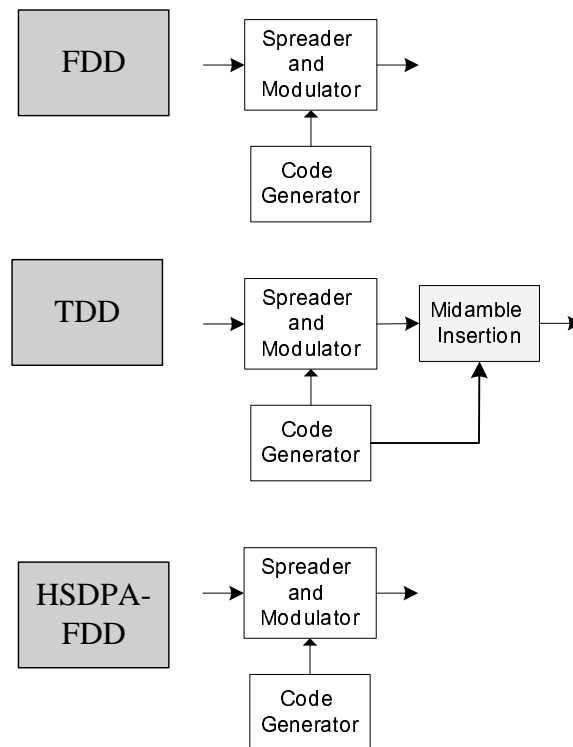 FDD
Spreader
and
Modulator
Code
Generator
TDD
Spreader
and
Modulator
Midamble
Insertion
Code
Generator
HSDPA-
FDD
Spreader
and
Modulator
Code
Generator